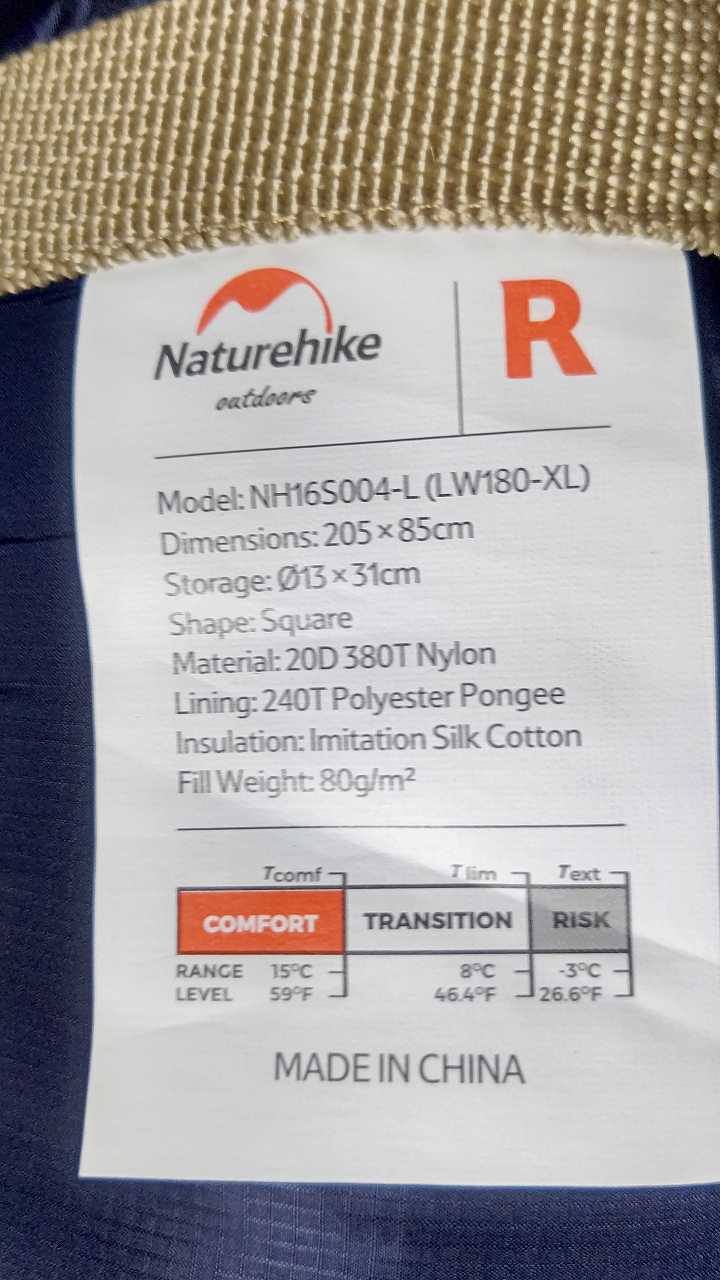 Naturehike
outdoors
R
Model: NH16S004-L (LW180-XL)
Dimensions: 205 × 85cm
Storage: Ø13 × 31cm
Shape: Square
Material: 20D 380T Nylon
Lining: 240T Polyester Pongee
Insulation: Imitation Silk Cotton
Fill Weight: 80g/m²
Tcomf Tlim Text
COMFORT TRANSITION RISK
RANGE 15°C 8°C -3°C
LEVEL 59°F 46.4°F 26.6°F
MADE IN CHINA